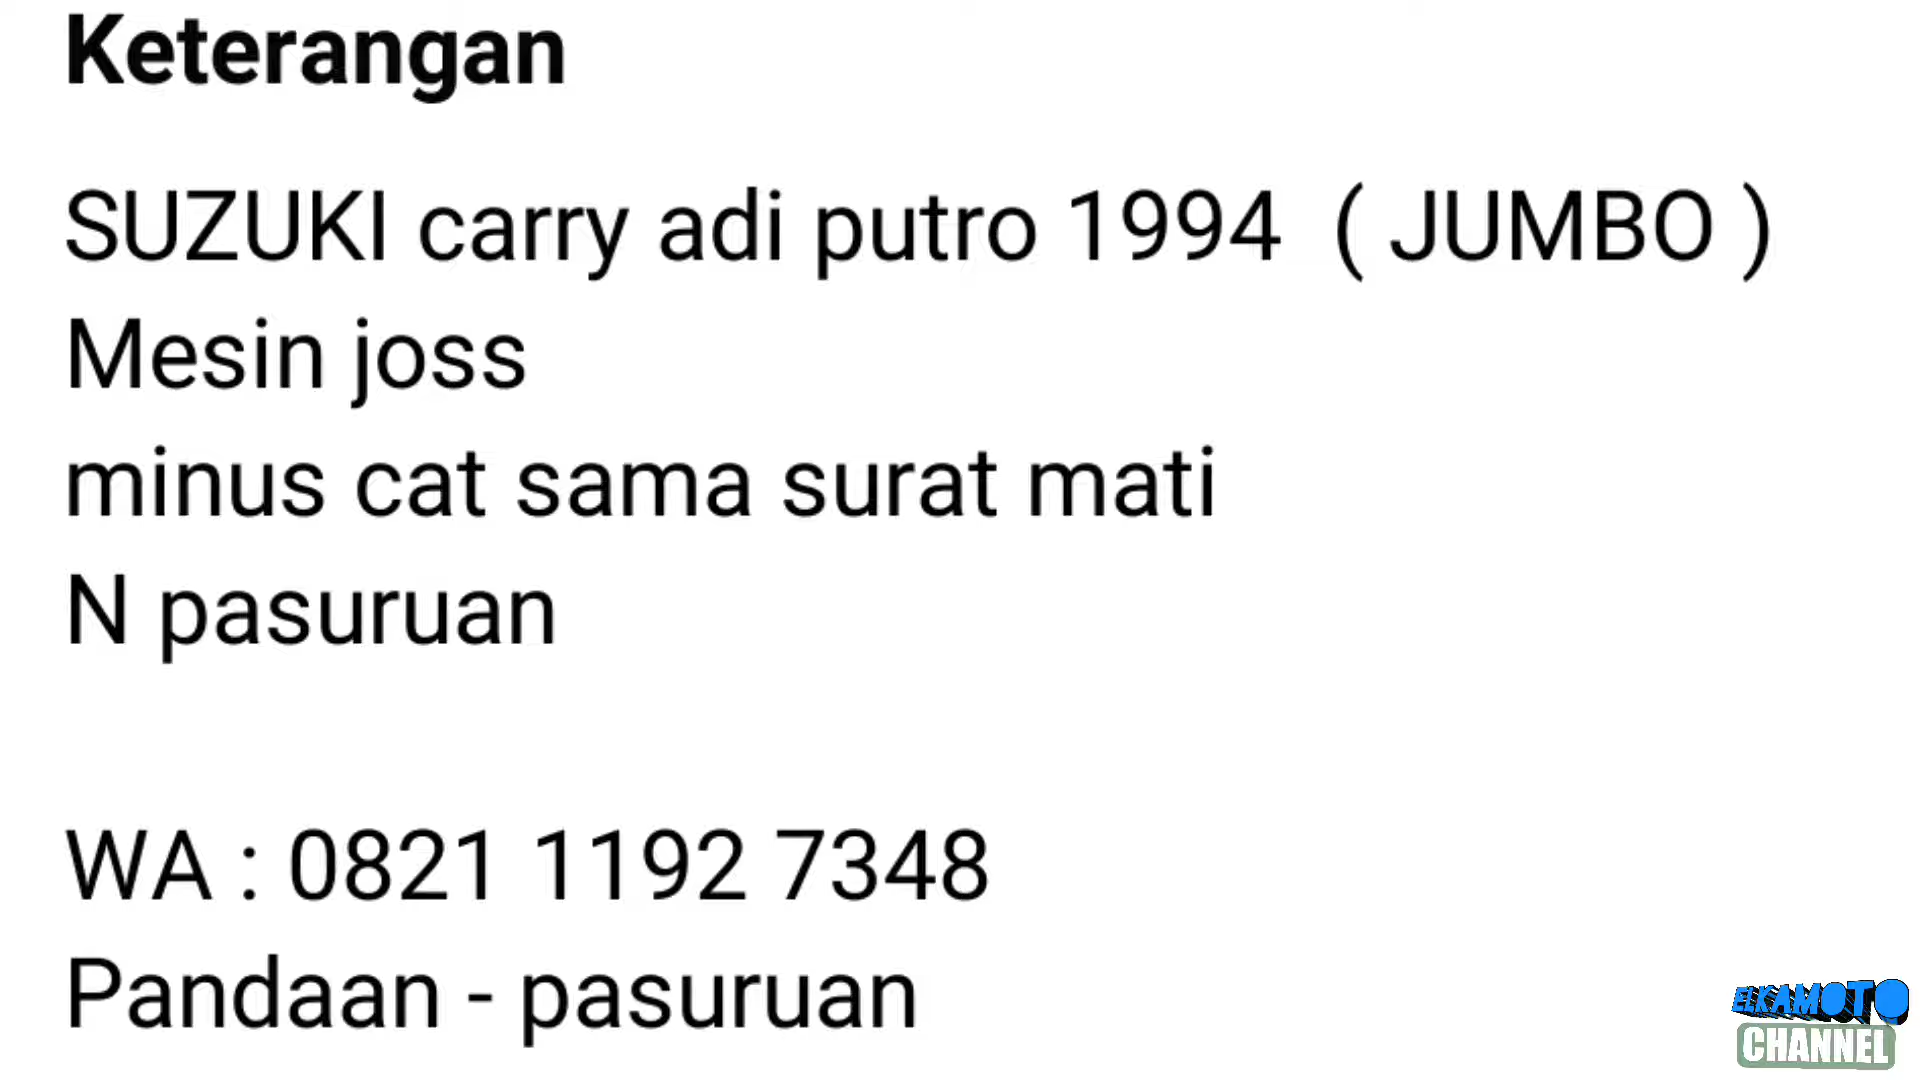 Keterangan
SUZUKI carry adi putro 1994 ( JUMBO )
Mesin joss
minus cat sama surat mati
N pasuruan
WA : 0821 1192 7348
Pandaan - pasuruan
ELKAMOTO
CHANNEL